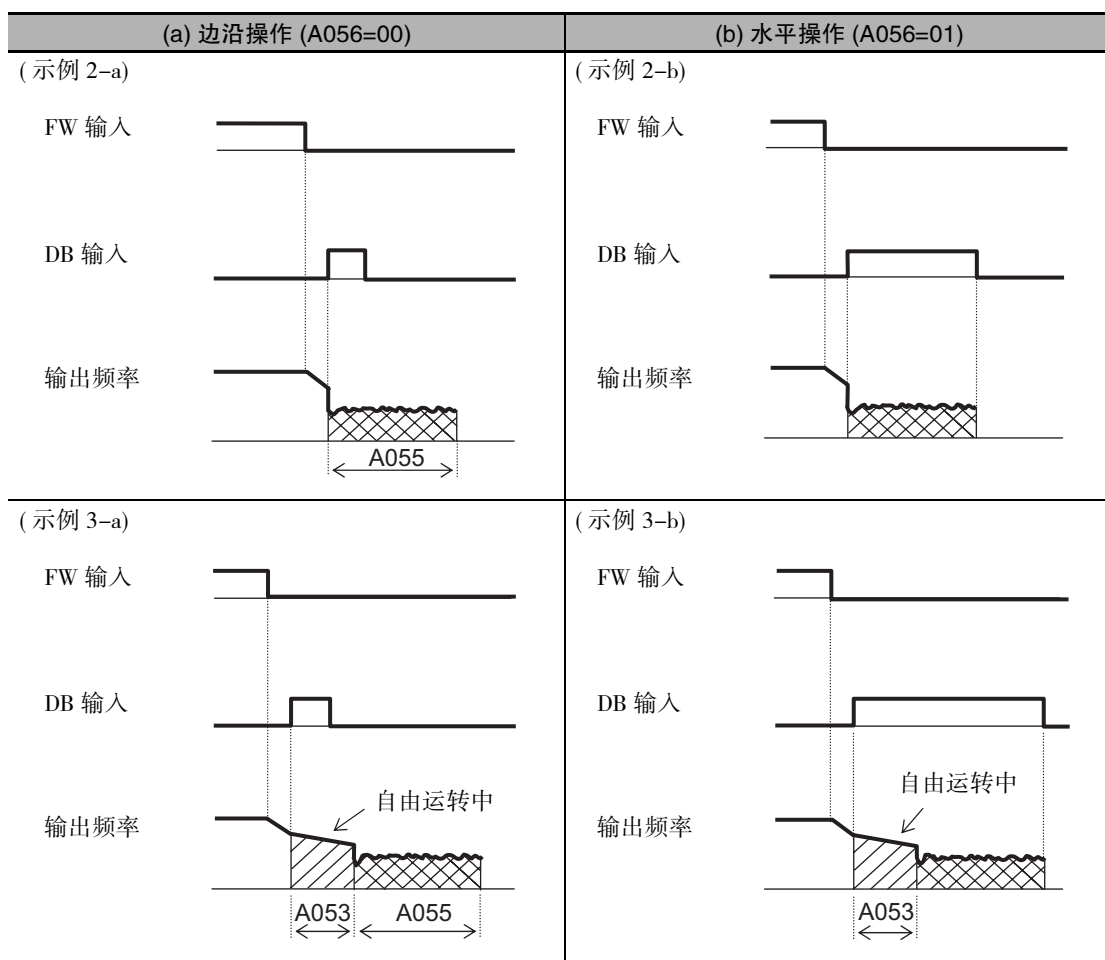 (a) 边沿操作 (A056=00)
(b) 水平操作 (A056=01)
(示例 2-a)
FW 输入
DB 输入
输出频率
A055
(示例 2-b)
FW 输入
DB 输入
输出频率
(示例 3-a)
FW 输入
DB 输入
自由运转中
输出频率
A053
A055
(示例 3-b)
FW 输入
DB 输入
自由运转中
输出频率
A053